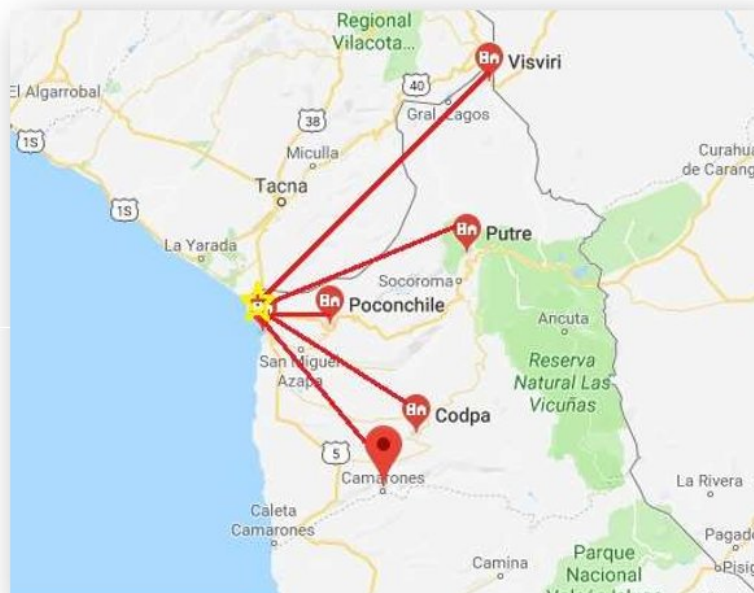 Regional
Vilacota...
Visviri
El Algarrobal
40
Gral. Lagos
38
1S
Miculla
Curahua
de Carang
Tacna
1S
La Yarada
Putre
Socoroma
Poconchile
Ancuta
San Miguel
Azapa
Reserva
Natural Las
Vicuñas
Codpa
5
Camarones
La Rivera
Caleta
Camarones
Pagado
Parque
Nacional
Camina
Pisig